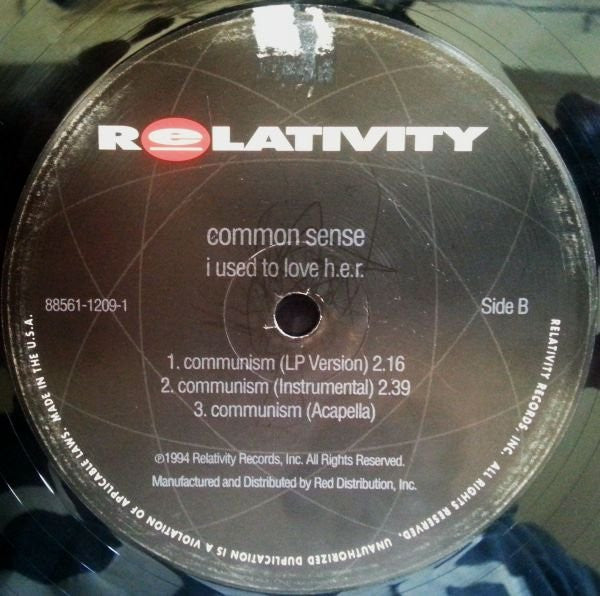 ReLATIVITY
common sense
i used to love h.e.r.
88561-1209-1
Side B
1. communism (LP Version) 2.16
2. communism (Instrumental) 2.39
3. communism (Acapella)
℗1994 Relativity Records, Inc. All Rights Reserved.
Manufactured and Distributed by Red Distribution, Inc.
RELATIVITY RECORDS, INC. ALL RIGHTS RESERVED. UNAUTHORIZED DUPLICATION IS A VIOLATION OF APPLICABLE LAWS. MADE IN THE U.S.A.